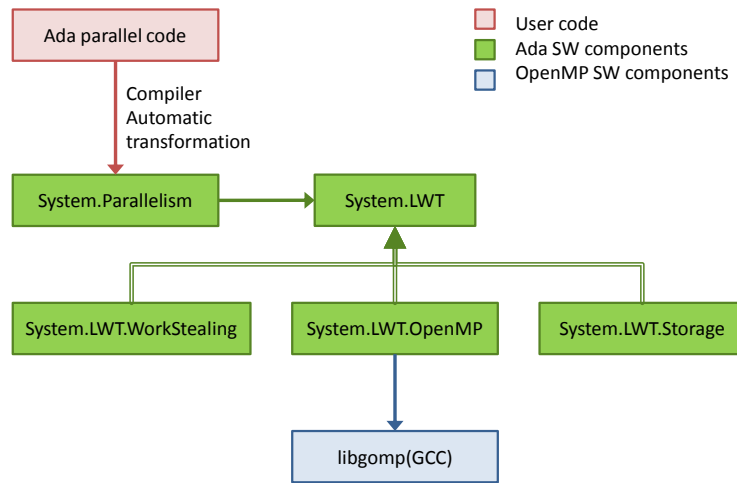 Ada parallel code
User code
Ada SW components
OpenMP SW components
Compiler
Automatic
transformation
System.Parallelism
System.LWT
System.LWT.WorkStealing
System.LWT.OpenMP
System.LWT.Storage
libgomp(GCC)